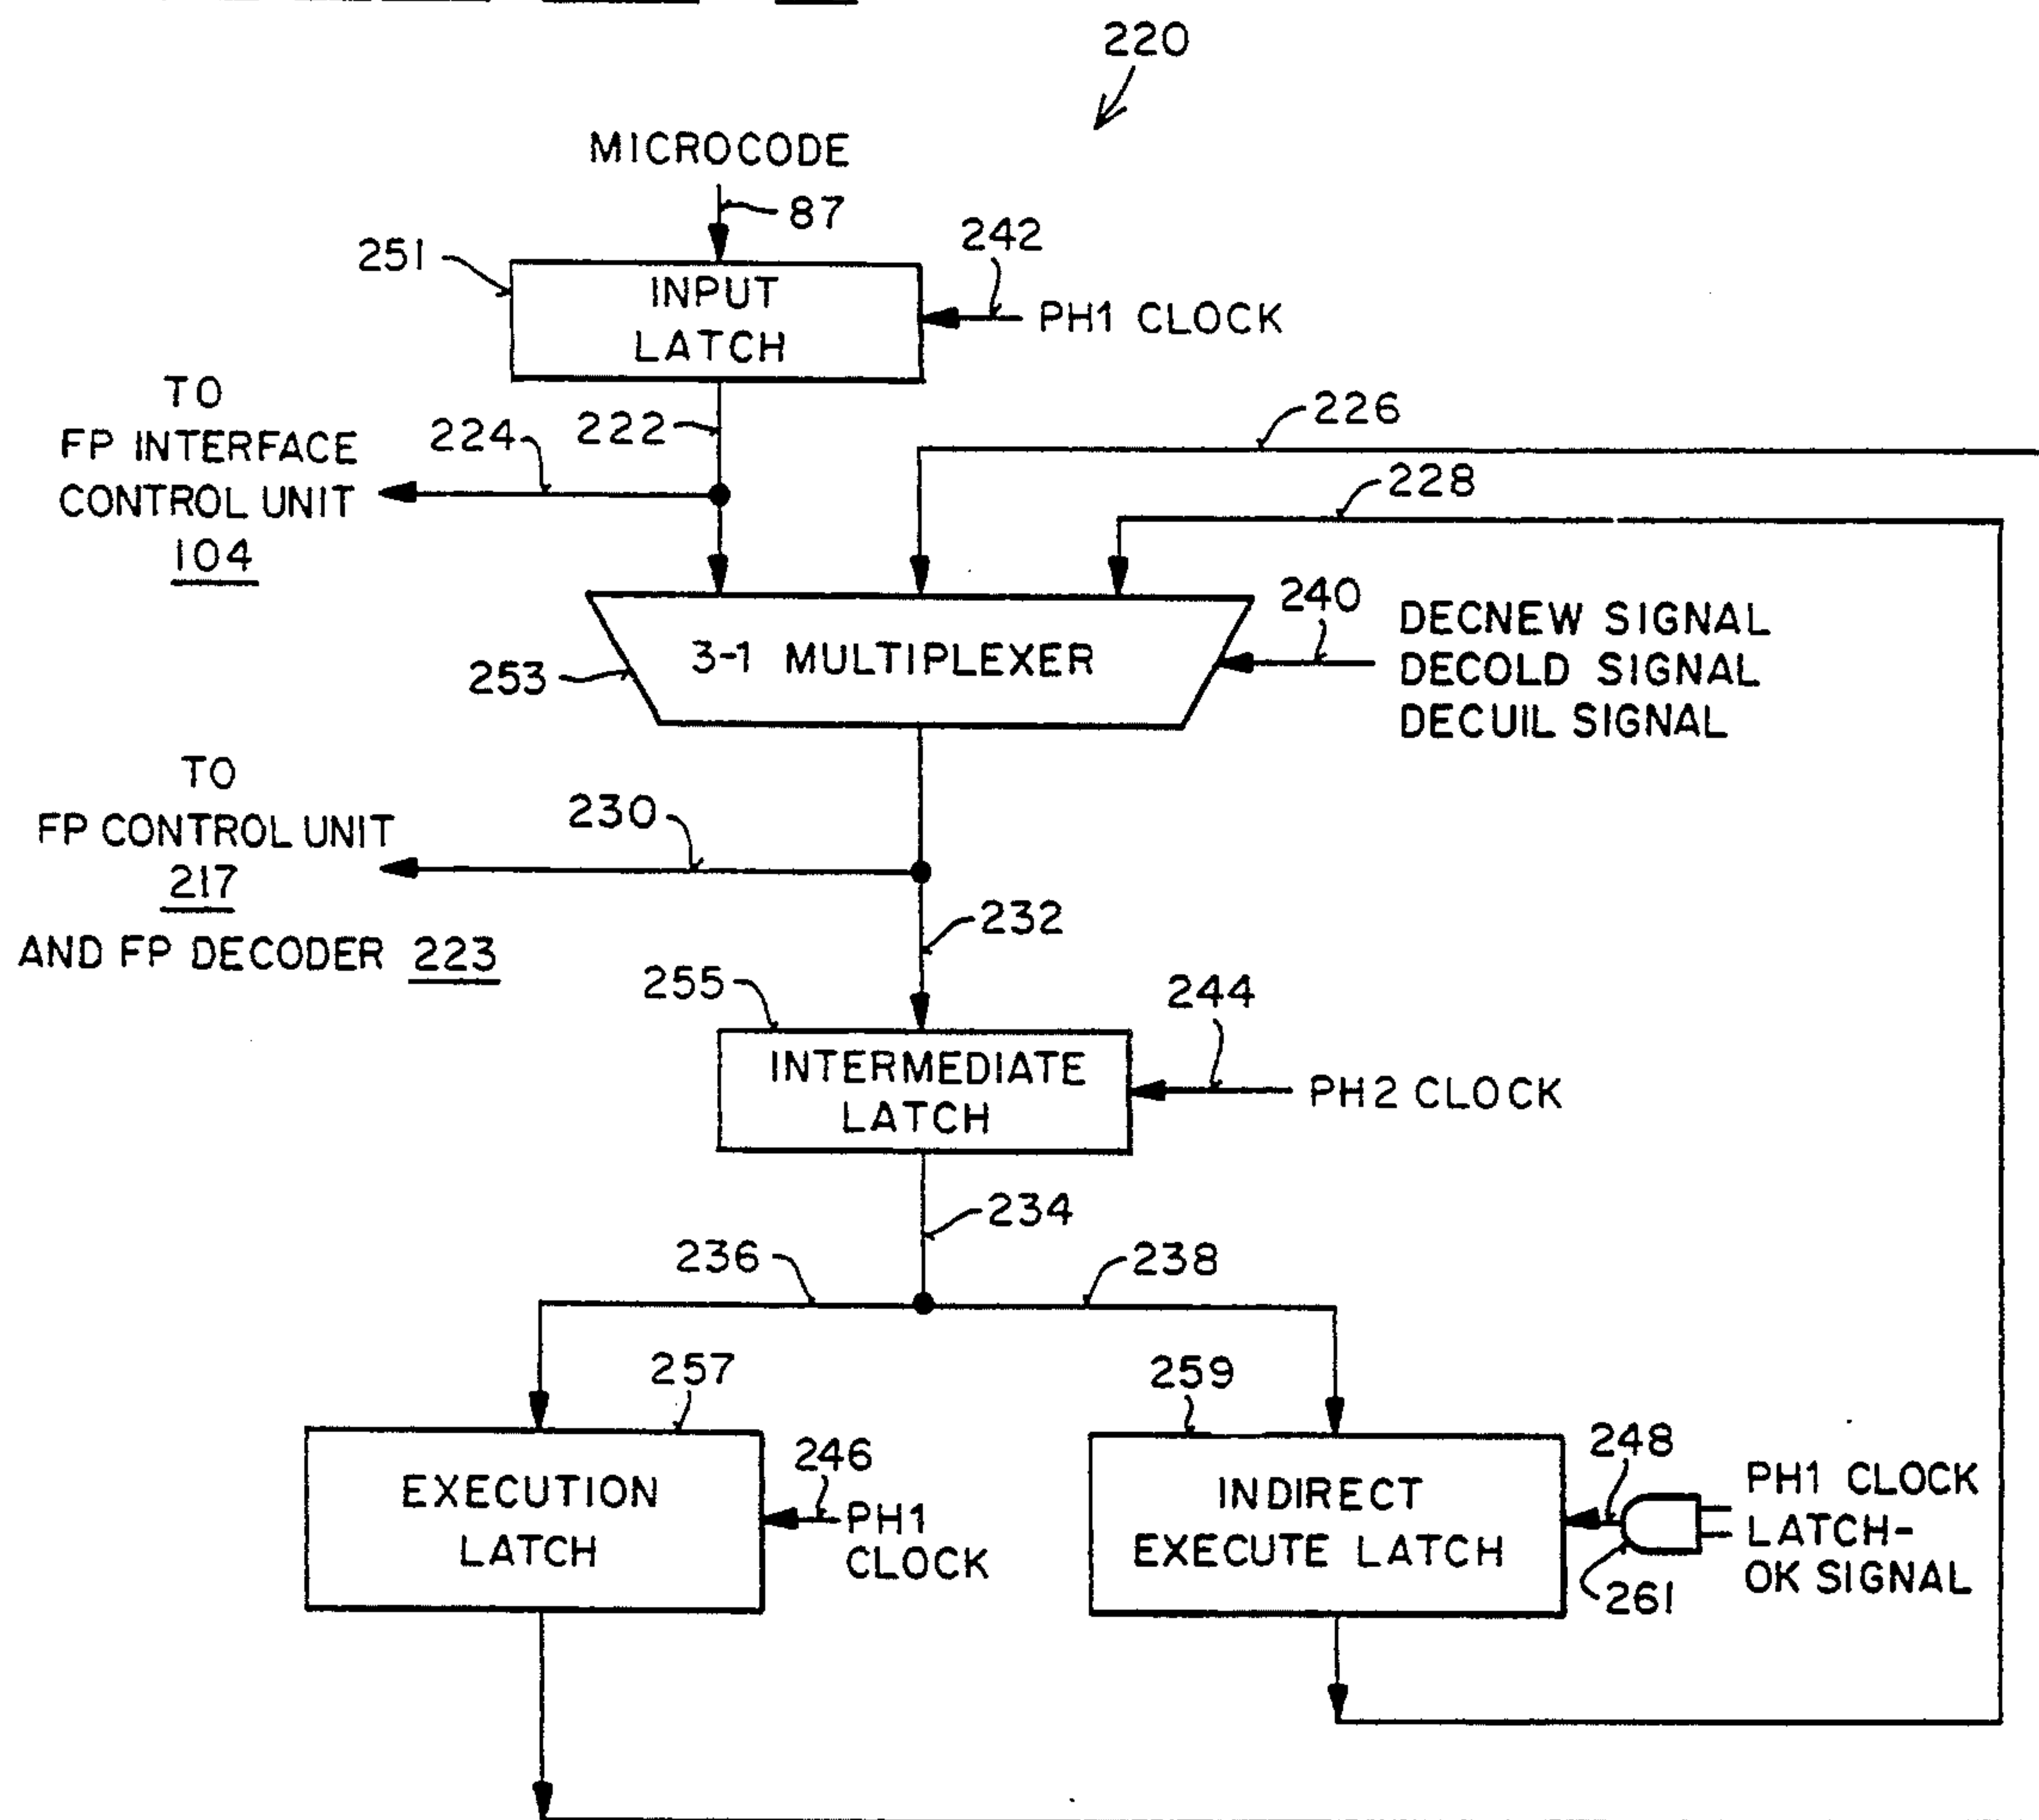 220
MICROCODE
87
251
INPUT
LATCH
242
PH1 CLOCK
TO
FP INTERFACE
CONTROL UNIT
104
224
222
226
228
253
3-1 MULTIPLEXER
240
DECNEW SIGNAL
DECOLD SIGNAL
DECUIL SIGNAL
TO
FP CONTROL UNIT
217
AND FP DECODER 223
230
232
255
INTERMEDIATE
LATCH
244
PH2 CLOCK
234
236
238
257
EXECUTION
LATCH
246
PH1
CLOCK
259
INDIRECT
EXECUTE LATCH
248
261
PH1 CLOCK
LATCH-
OK SIGNAL